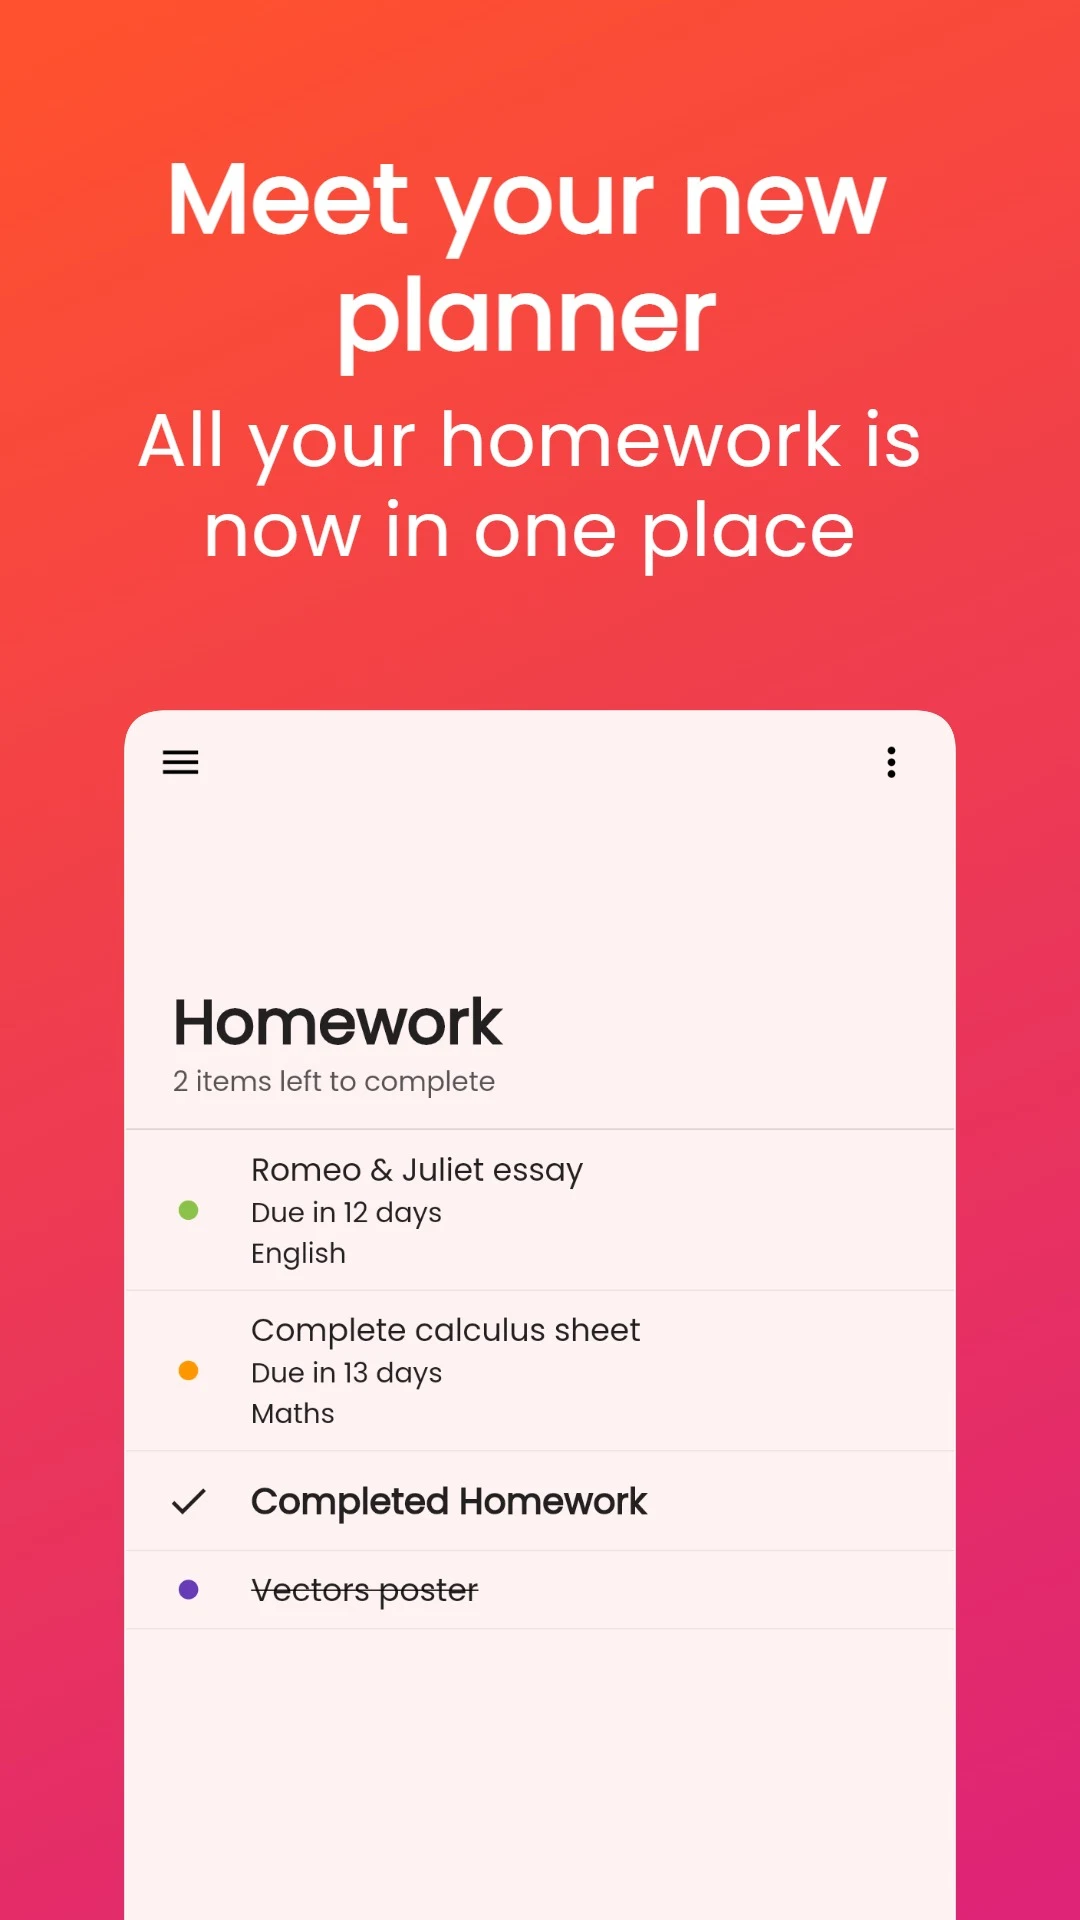 Meet your new
planner
All your homework is
now in one place
Homework
2 items left to complete
Romeo & Juliet essay
Due in 12 days
English
Complete calculus sheet
Due in 13 days
Maths
Completed Homework
Vectors poster